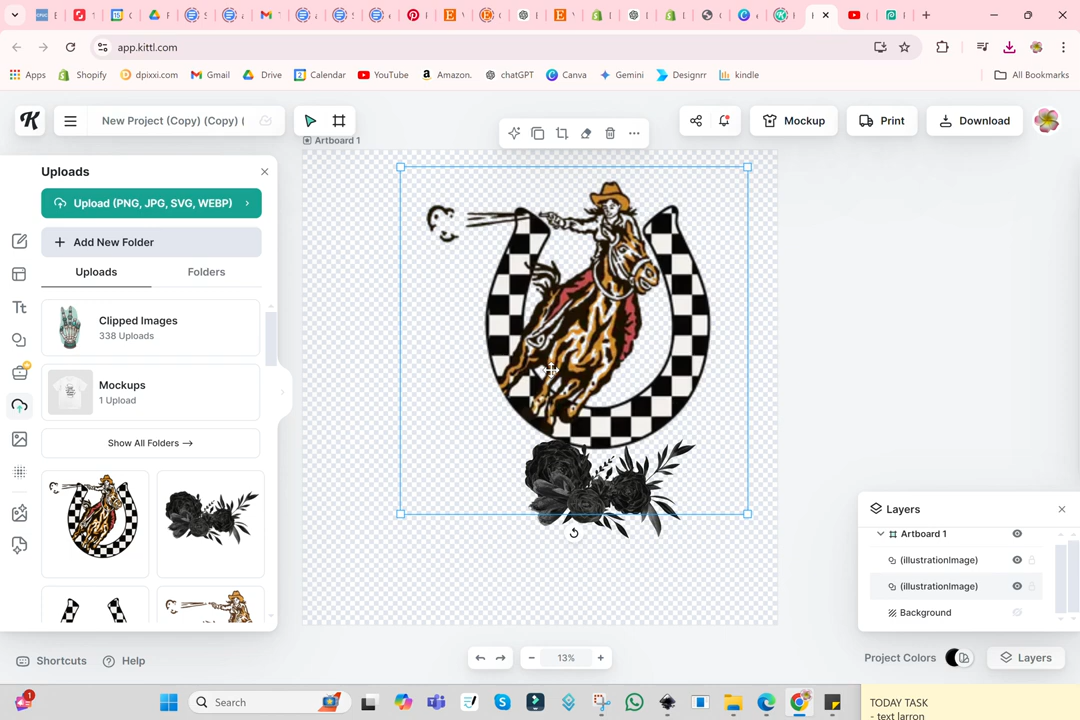 app.kittl.com
Apps
Shopify
dpixxi.com
Gmail
Drive
Calendar
YouTube
Amazon.
chatGPT
Canva
Gemini
Designrr
kindle
All Bookmarks
New Project (Copy) (Copy) (
Mockup
Print
Download
Artboard 1
Uploads
Upload (PNG, JPG, SVG, WEBP)
Add New Folder
Uploads
Folders
Clipped Images
338 Uploads
Mockups
1 Upload
Show All Folders →
Layers
Artboard 1
(illustrationImage)
(illustrationImage)
Background
Shortcuts
Help
13%
Project Colors
Layers
Search
TODAY TASK
- text larron